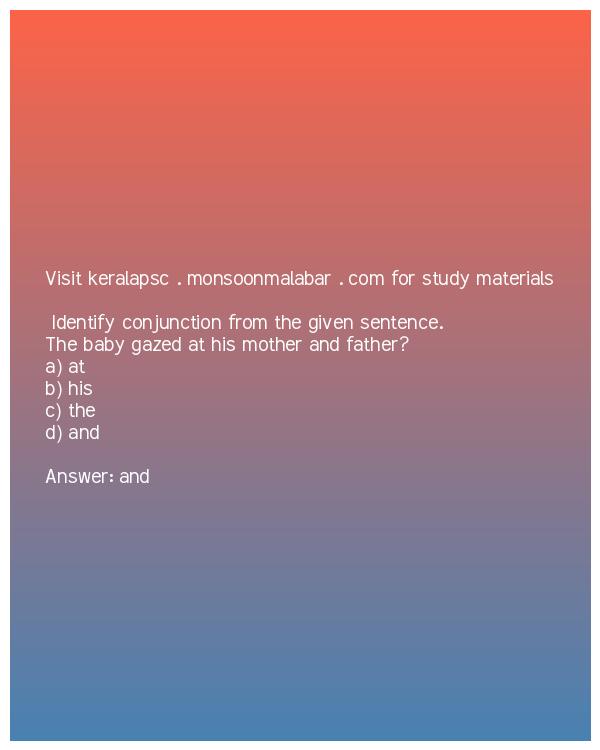 Visit keralapsc . monsoonmalabar . com for study materials
Identify conjunction from the given sentence.
The baby gazed at his mother and father?
a) at
b) his
c) the
d) and
Answer: and